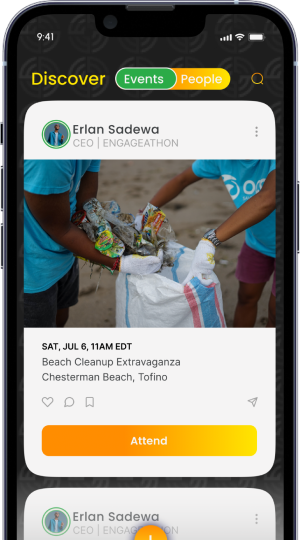 9:41
Discover Events People
Erlan Sadewa
CEO | ENGAGEATHON
SAT, JUL 6, 11AM EDT
Beach Cleanup Extravaganza
Chesterman Beach, Tofino
Attend
Erlan Sadewa
CEO | ENGAGEATHON